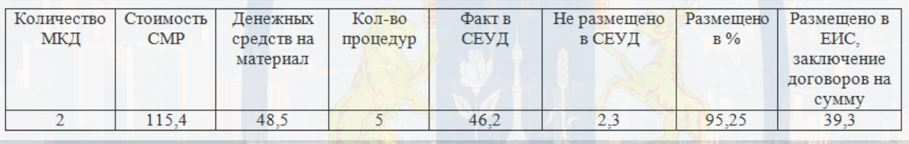 Количество МКД
Стоимость СМР
Денежных средств на материал
Кол-во процедур
Факт в СЕУД
Не размещено в СЕУД
Размещено в %
Размещено в ЕИС, заключение договоров на сумму
2
115,4
48,5
5
46,2
2,3
95,25
39,3